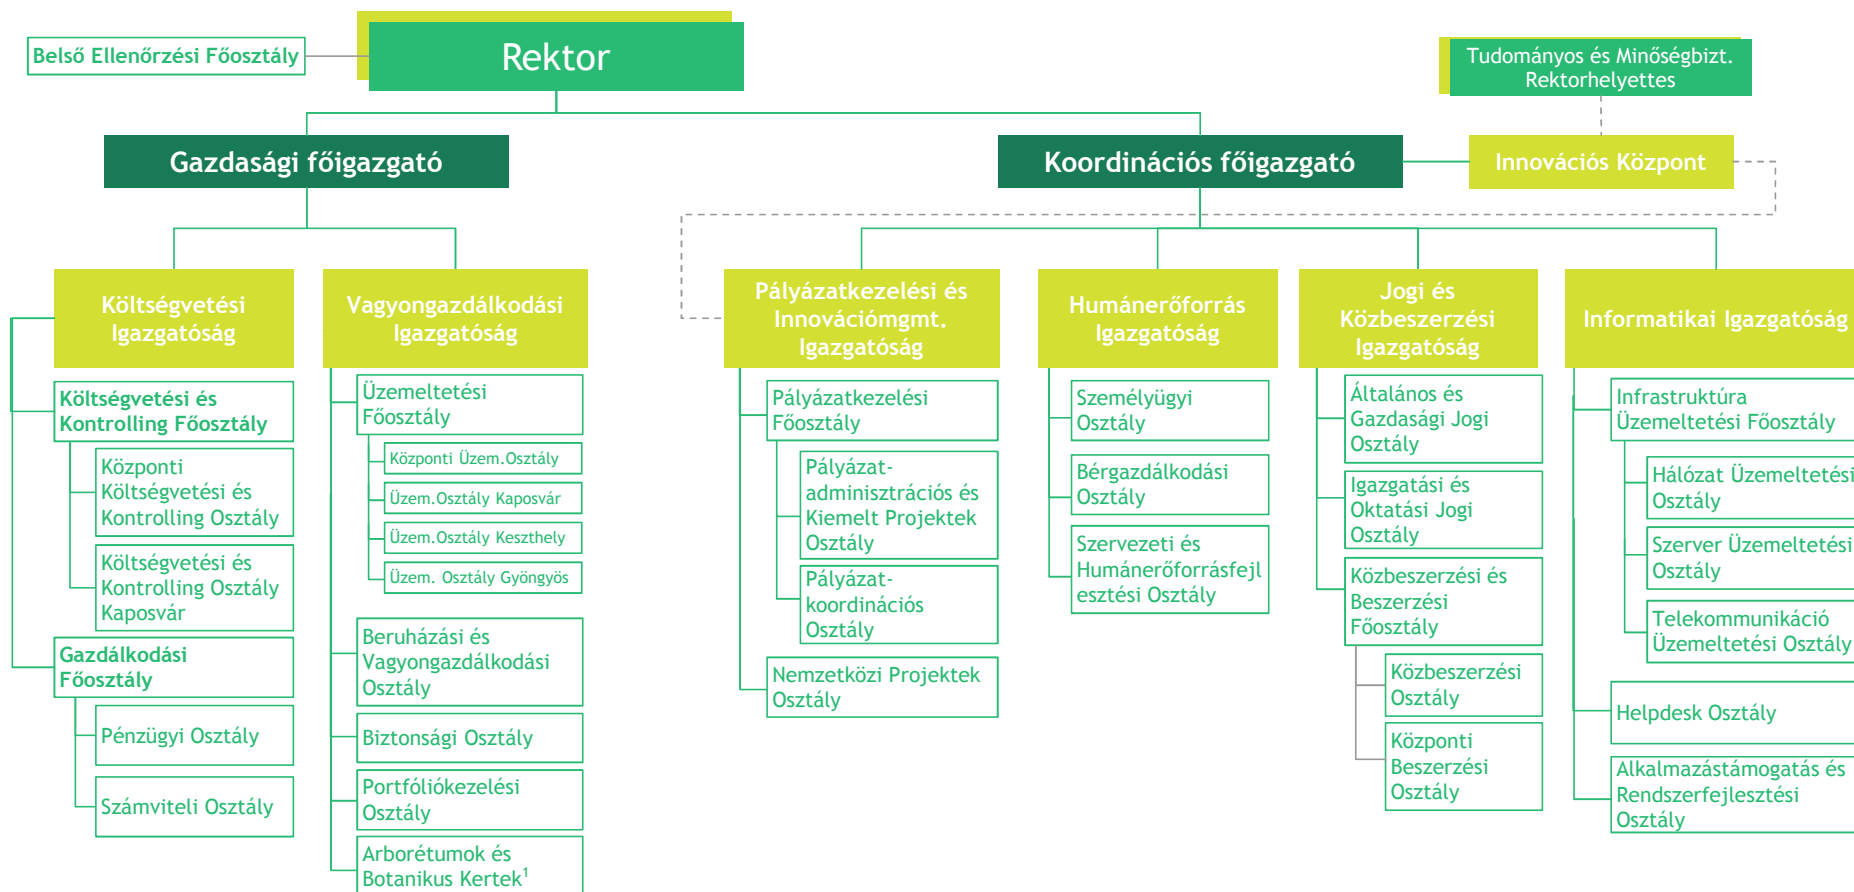 Belső Ellenőrzési Főosztály
Rektor
Tudományos és Minőségbizt.
Rektorhelyettes
Gazdasági főigazgató
Koordinációs főigazgató
Innovációs Központ
Költségvetési
Igazgatóság
Vagyongazdálkodási
Igazgatóság
Pályázatkezelési és
Innovációmgmt.
Igazgatóság
Humánerőforrás
Igazgatóság
Jogi és
Közbeszerzési
Igazgatóság
Informatikai Igazgatóság
Költségvetési és
Kontrolling Főosztály
Központi
Költségvetési és
Kontrolling Osztály
Költségvetési és
Kontrolling Osztály
Kaposvár
Gazdálkodási
Főosztály
Pénzügyi Osztály
Számviteli Osztály
Üzemeltetési
Főosztály
Központi Üzem.Osztály
Üzem.Osztály Kaposvár
Üzem.Osztály Keszthely
Üzem. Osztály Gyöngyös
Beruházási és
Vagyongazdálkodási
Osztály
Biztonsági Osztály
Portfóliókezelési
Osztály
Arborétumok és
Botanikus Kertek¹
Pályázatkezelési
Főosztály
Pályázat-
adminisztrációs és
Kiemelt Projektek
Osztály
Pályázat-
koordinációs
Osztály
Nemzetközi Projektek
Osztály
Személyügyi
Osztály
Bérgazdálkodási
Osztály
Szervezeti és
Humánerőforrásfejl
esztési Osztály
Általános és
Gazdasági Jogi
Osztály
Igazgatási és
Oktatási Jogi
Osztály
Közbeszerzési és
Beszerzési
Főosztály
Közbeszerzési
Osztály
Központi
Beszerzési
Osztály
Infrastruktúra
Üzemeltetési Főosztály
Hálózat Üzemeltetési
Osztály
Szerver Üzemeltetési
Osztály
Telekommunikáció
Üzemeltetési Osztály
Helpdesk Osztály
Alkalmazástámogatás és
Rendszerfejlesztési
Osztály